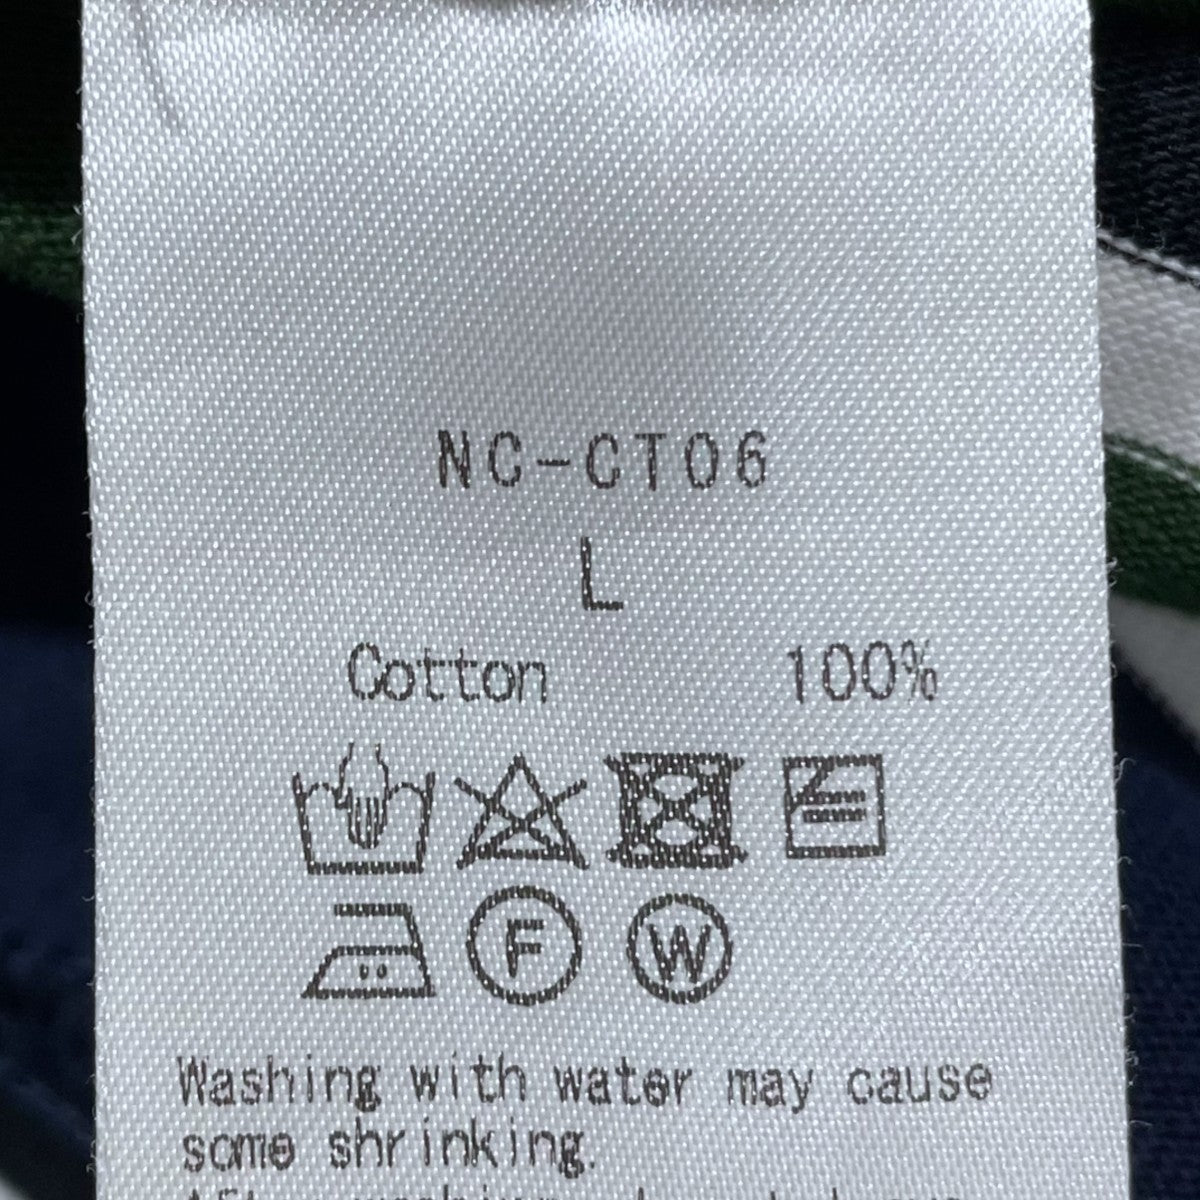 NC-CT06
L
Cotton 100%
F W
Washing with water may cause
some shrinking.